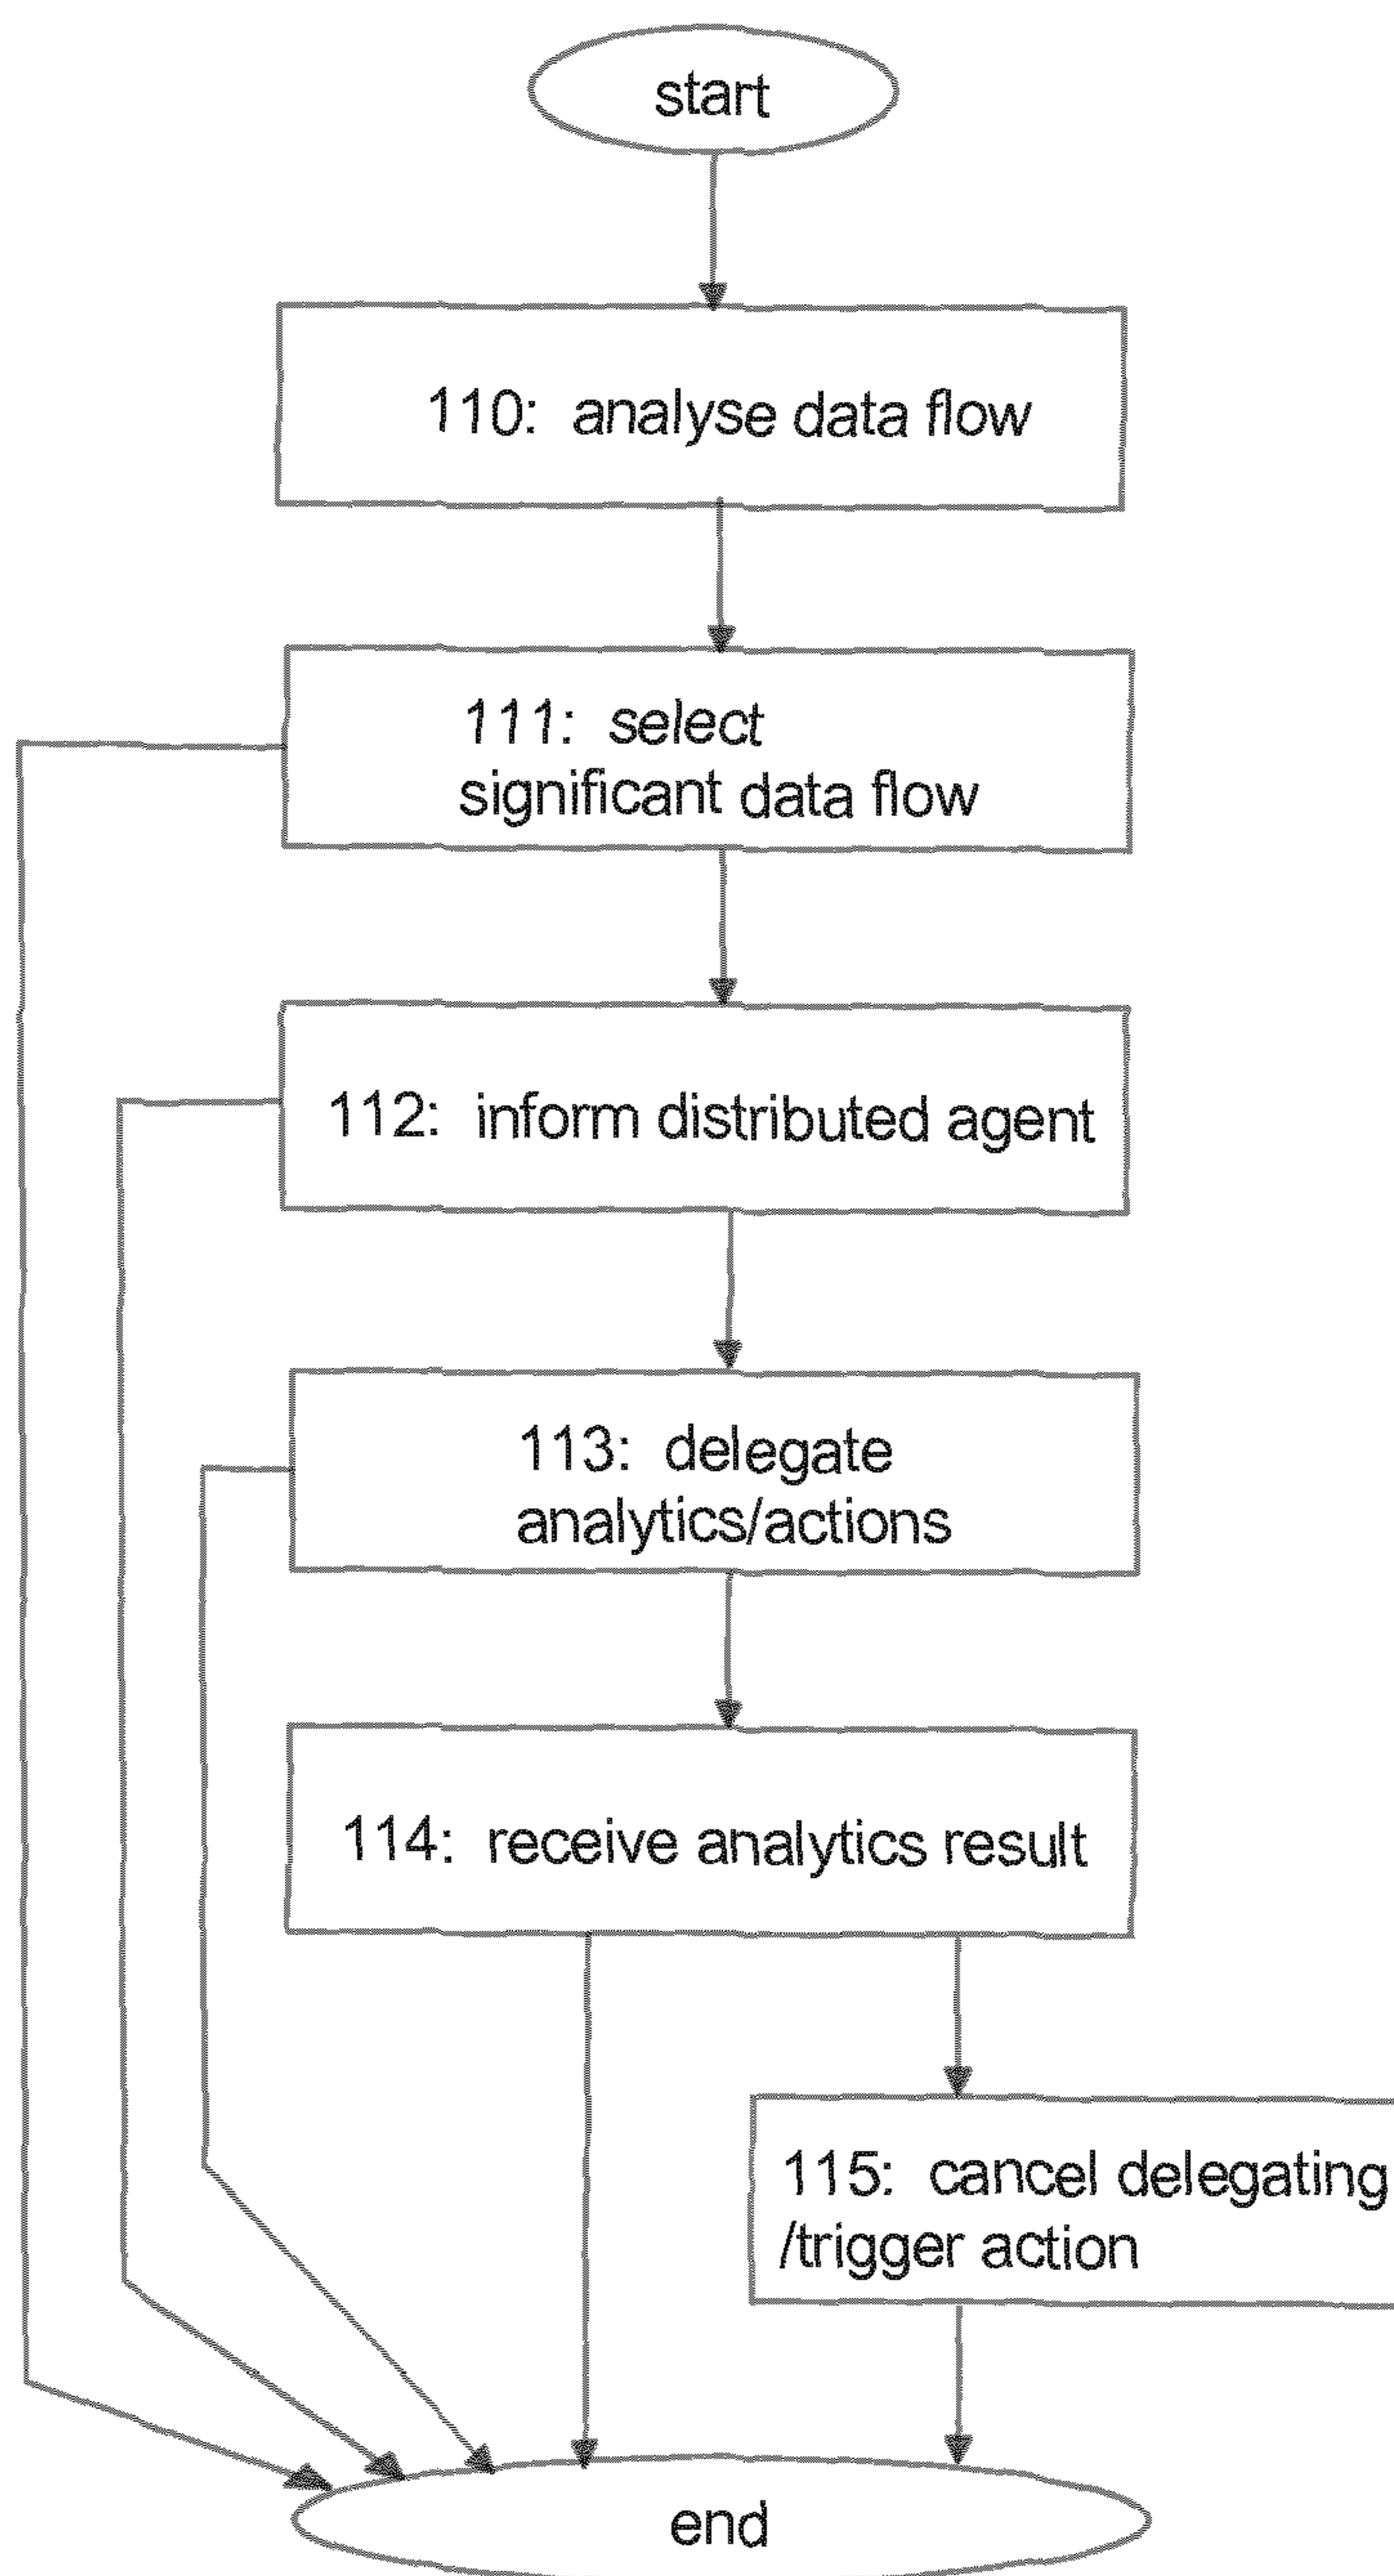 start
110: analyse data flow
111: select
significant data flow
112: inform distributed agent
113: delegate
analytics/actions
114: receive analytics result
115: cancel delegating
/trigger action
end